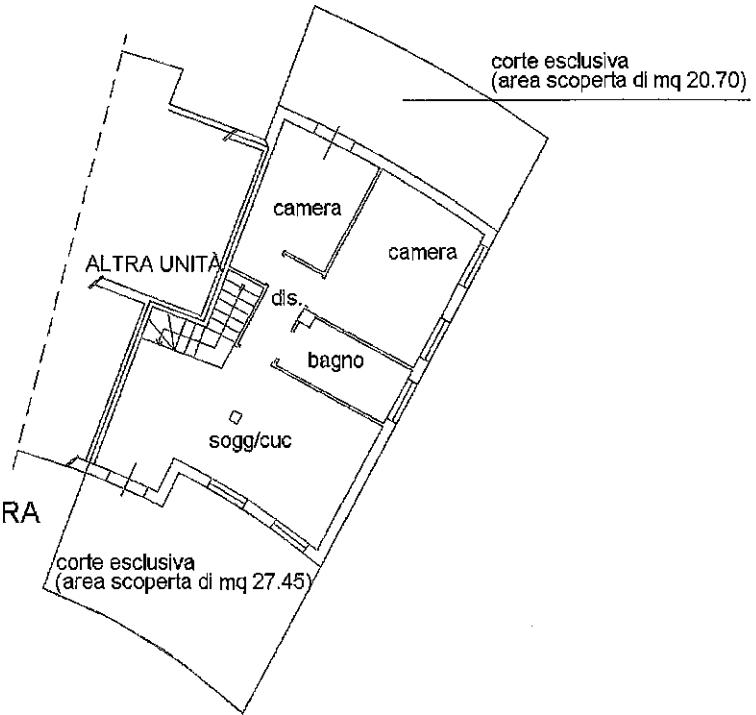 corte esclusiva
(area scoperta di mq 20.70)
camera
camera
ALTRA UNITÀ
dis.
bagno
sogg/cuc
RA
corte esclusiva
(area scoperta di mq 27.45)